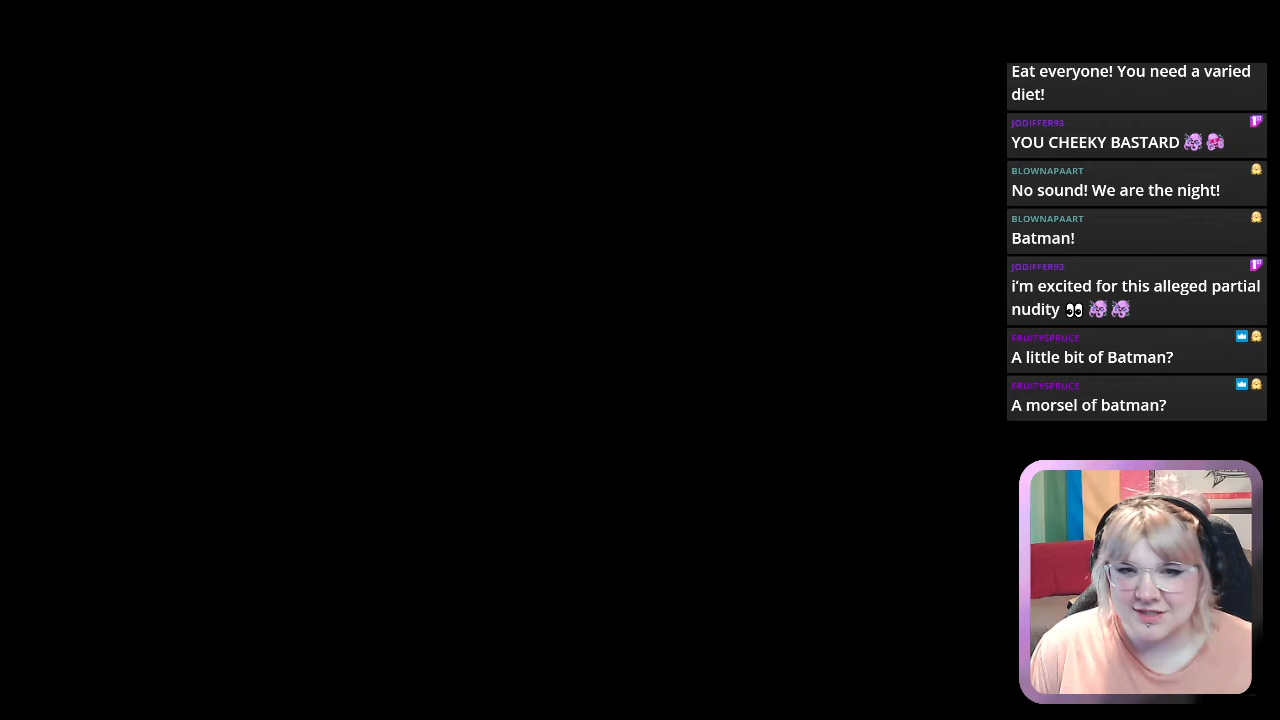 Eat everyone! You need a varied
diet!
JODIFFER93
YOU CHEEKY BASTARD
BLOWNAPAART
No sound! We are the night!
BLOWNAPAART
Batman!
JODIFFER93
i'm excited for this alleged partial
nudity
FRUITYSPRUCE
A little bit of Batman?
FRUITYSPRUCE
A morsel of batman?